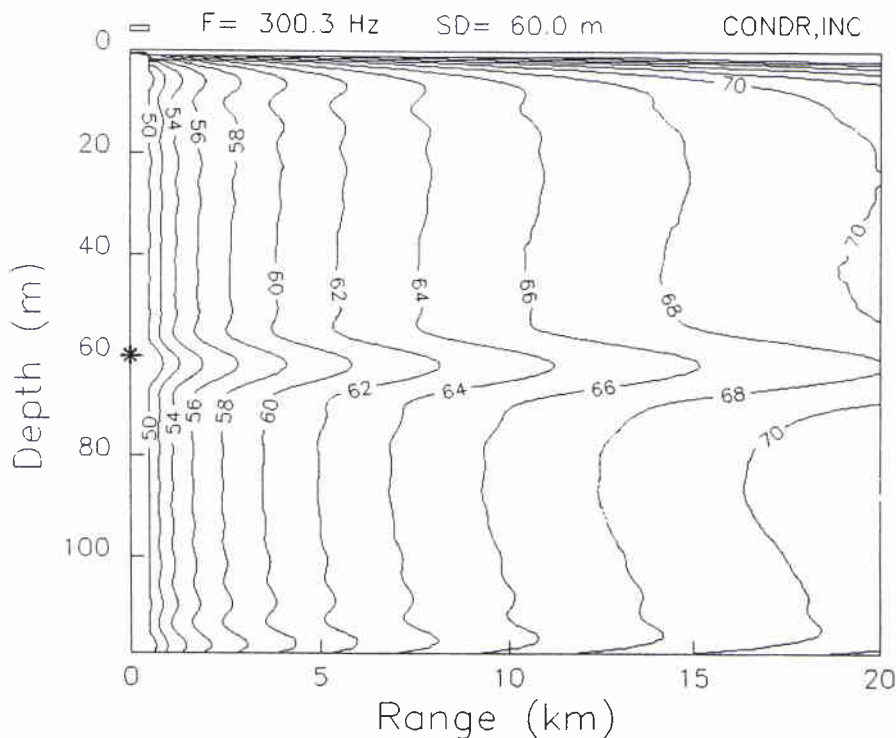 F= 300.3 Hz SD= 60.0 m CONDR,INC
0
20
40
60
80
100
Depth (m)
50 54 56 58 70
60 62 64 66 68 70
62 64 66 68
50 54 56 58 60 70
0 5 10 15 20
Range (km)